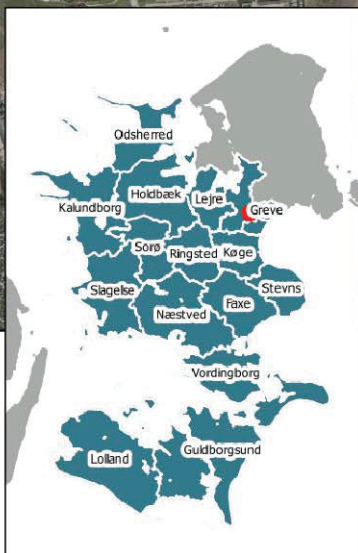 Odsherred
Holdbæk
Lejre
Kalundborg
Greve
Sorø
Ringsted
Køge
Slagelse
Stevns
Faxe
Næstved
Vordingborg
Guldborgsund
Lolland